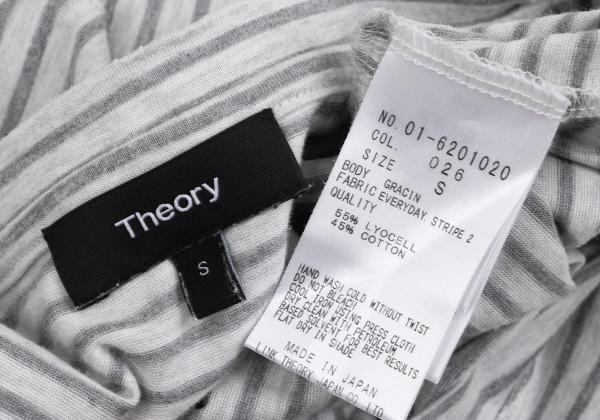 Theory
S
NO. 01-6201020
COL. 026
SIZE S
BODY GRACIN
FABRIC EVERYDAY STRIPE 2
QUALITY
55% LYOCELL
45% COTTON
HAND WASH COLD WITHOUT TWIST
DO NOT BLEACH
COOL IRON USING PRESS CLOTH
DRY CLEAN WITH PETROLEUM
BASED SOLVENT FOR BEST RESULTS
FLAT DRY IN SHADE
MADE IN JAPAN
LINK THEORY JAPAN CO LTD.